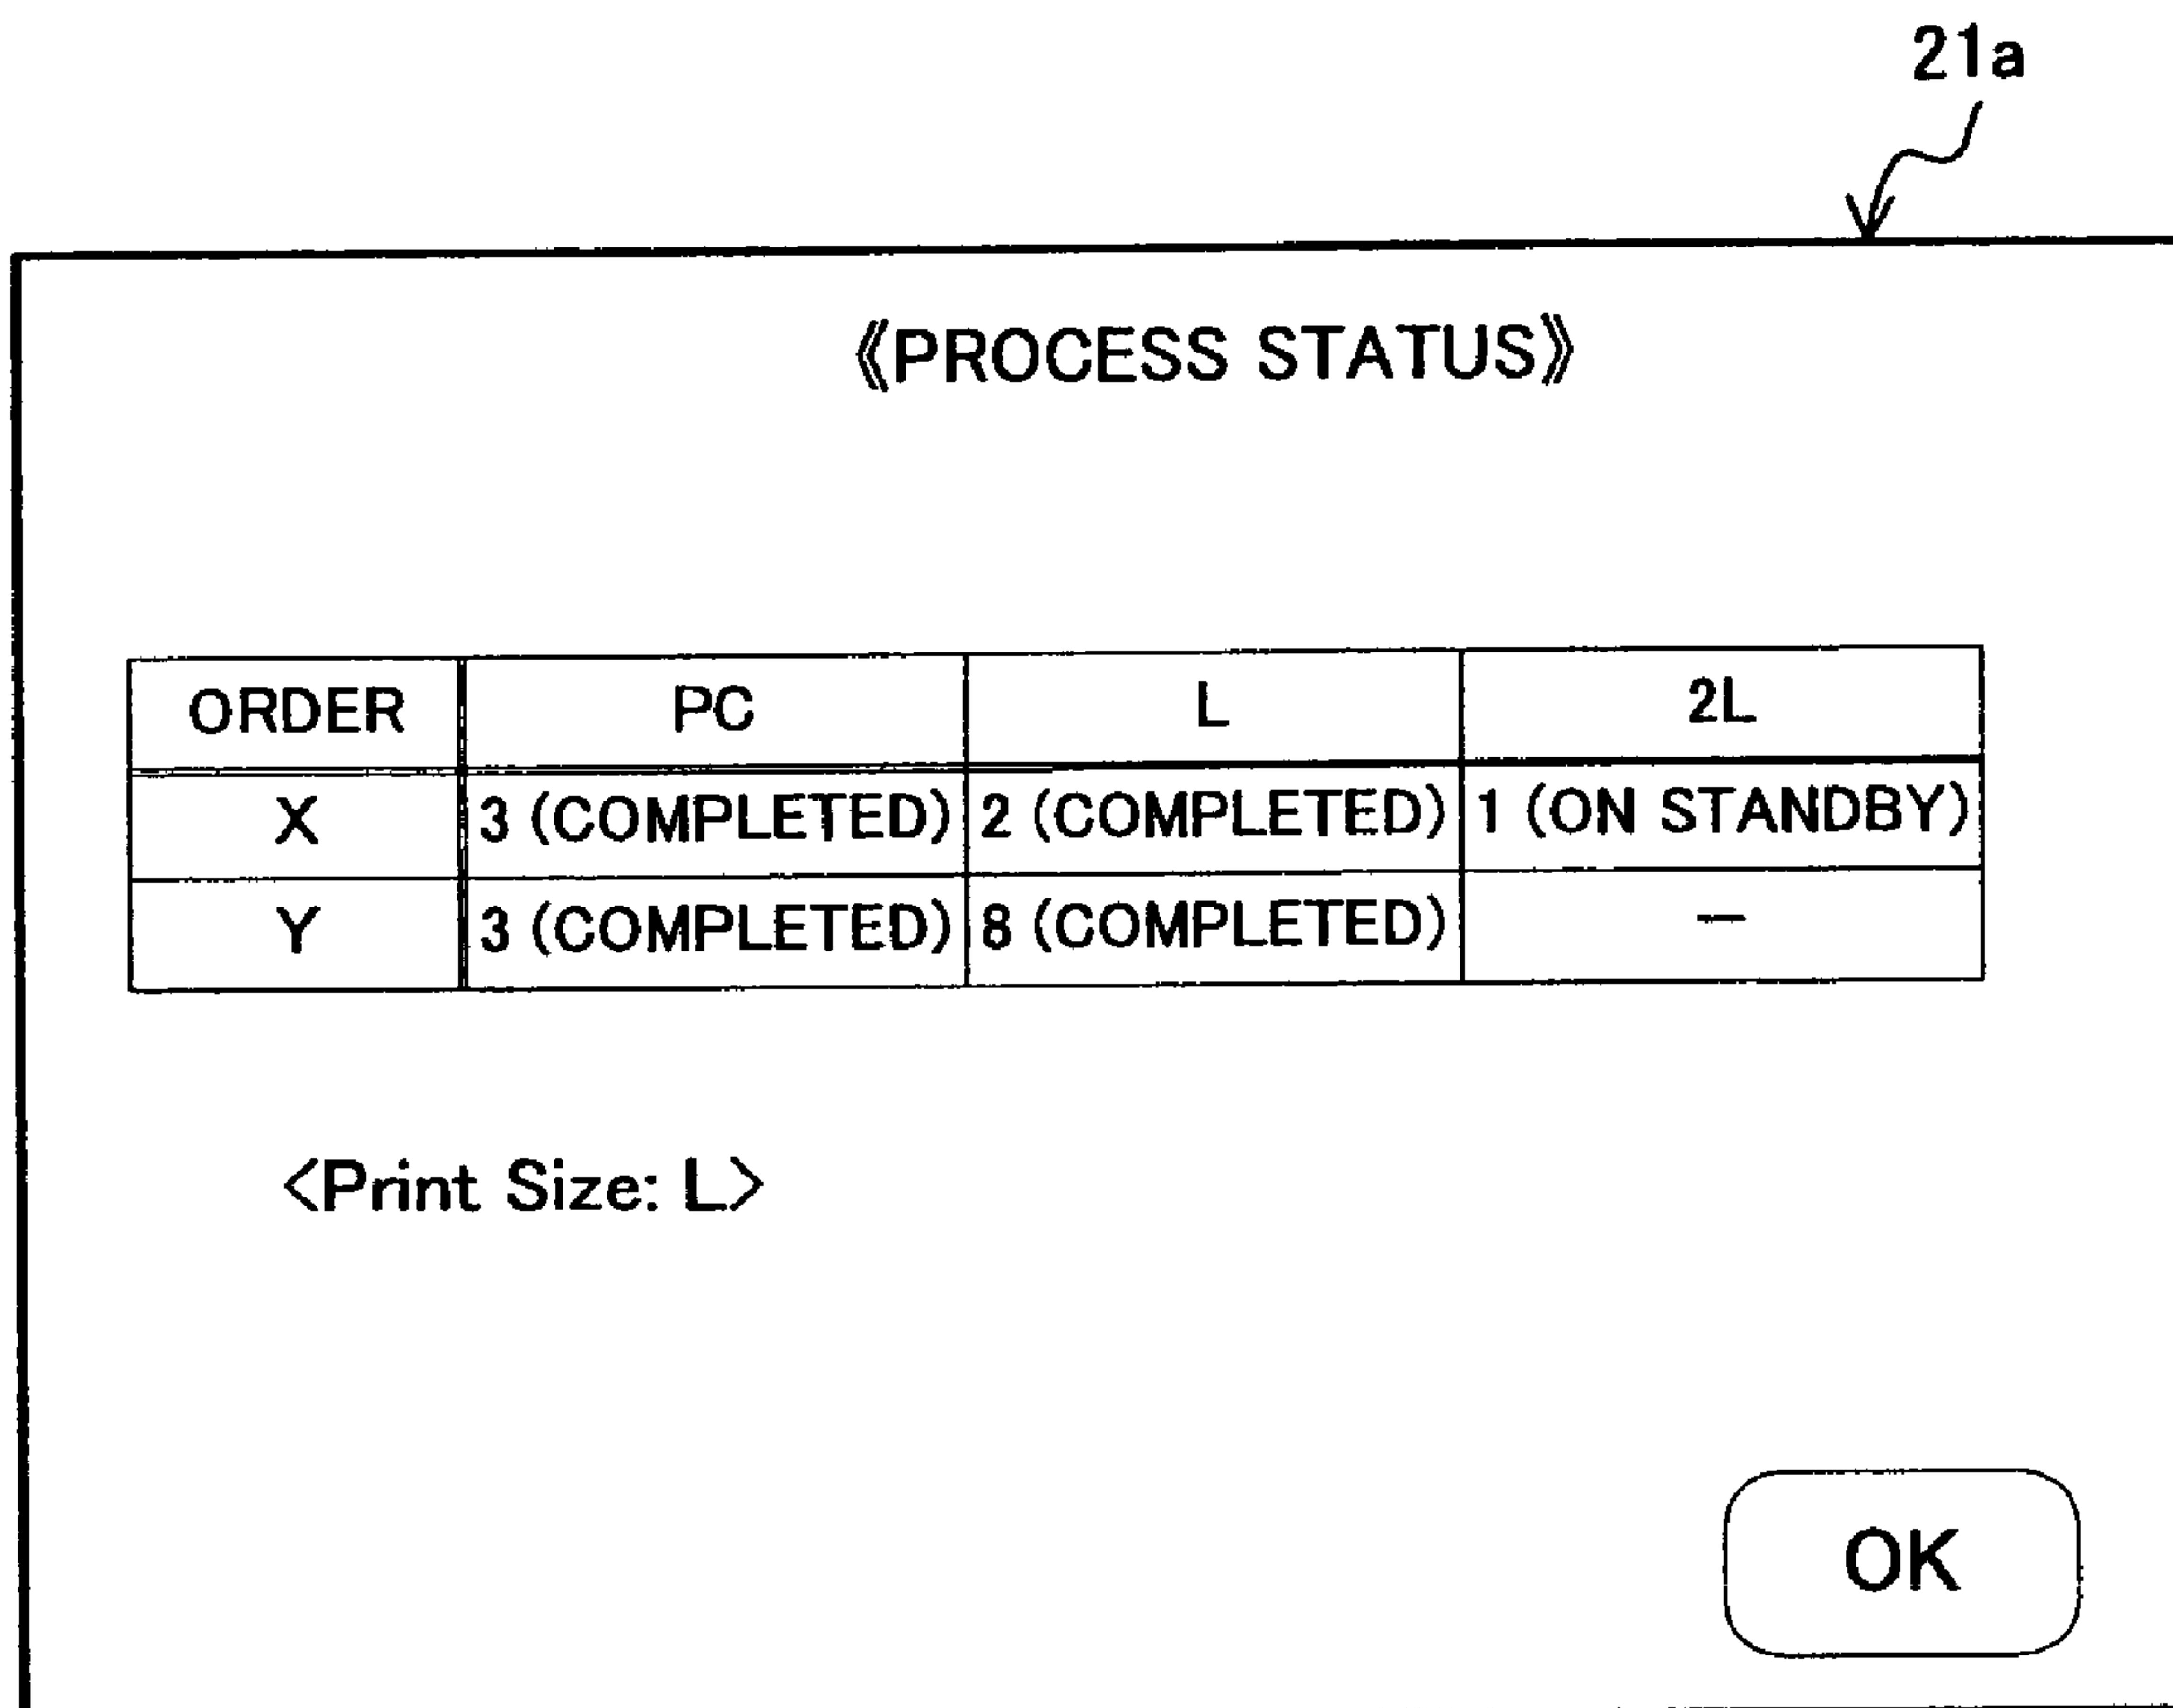 21a
《PROCESS STATUS》
ORDER PC L 2L
X 3 (COMPLETED) 2 (COMPLETED) 1 (ON STANDBY)
Y 3 (COMPLETED) 8 (COMPLETED) —
<Print Size: L>
OK